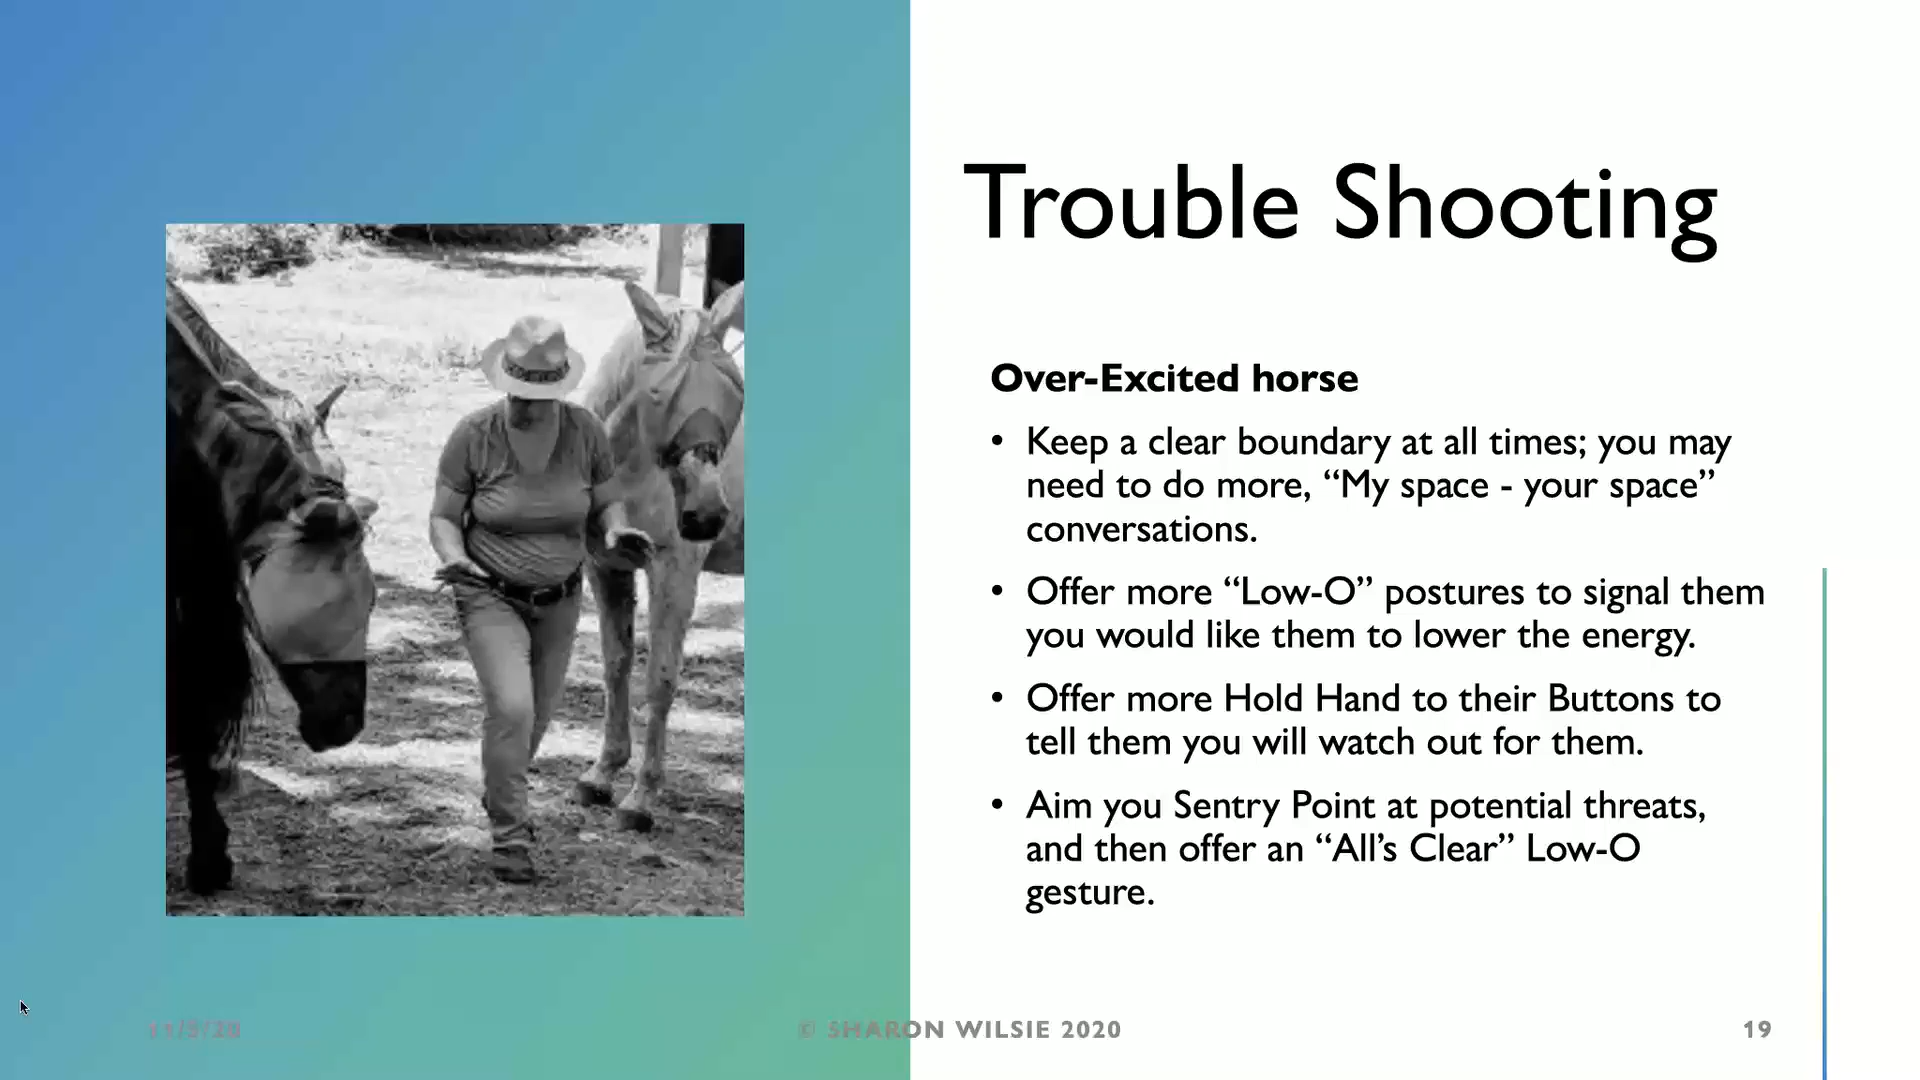 Trouble Shooting
Over-Excited horse
• Keep a clear boundary at all times; you may
need to do more, “My space - your space”
conversations.
• Offer more “Low-O” postures to signal them
you would like them to lower the energy.
• Offer more Hold Hand to their Buttons to
tell them you will watch out for them.
• Aim you Sentry Point at potential threats,
and then offer an “All’s Clear” Low-O
gesture.
© SHARON WILSIE 2020
19